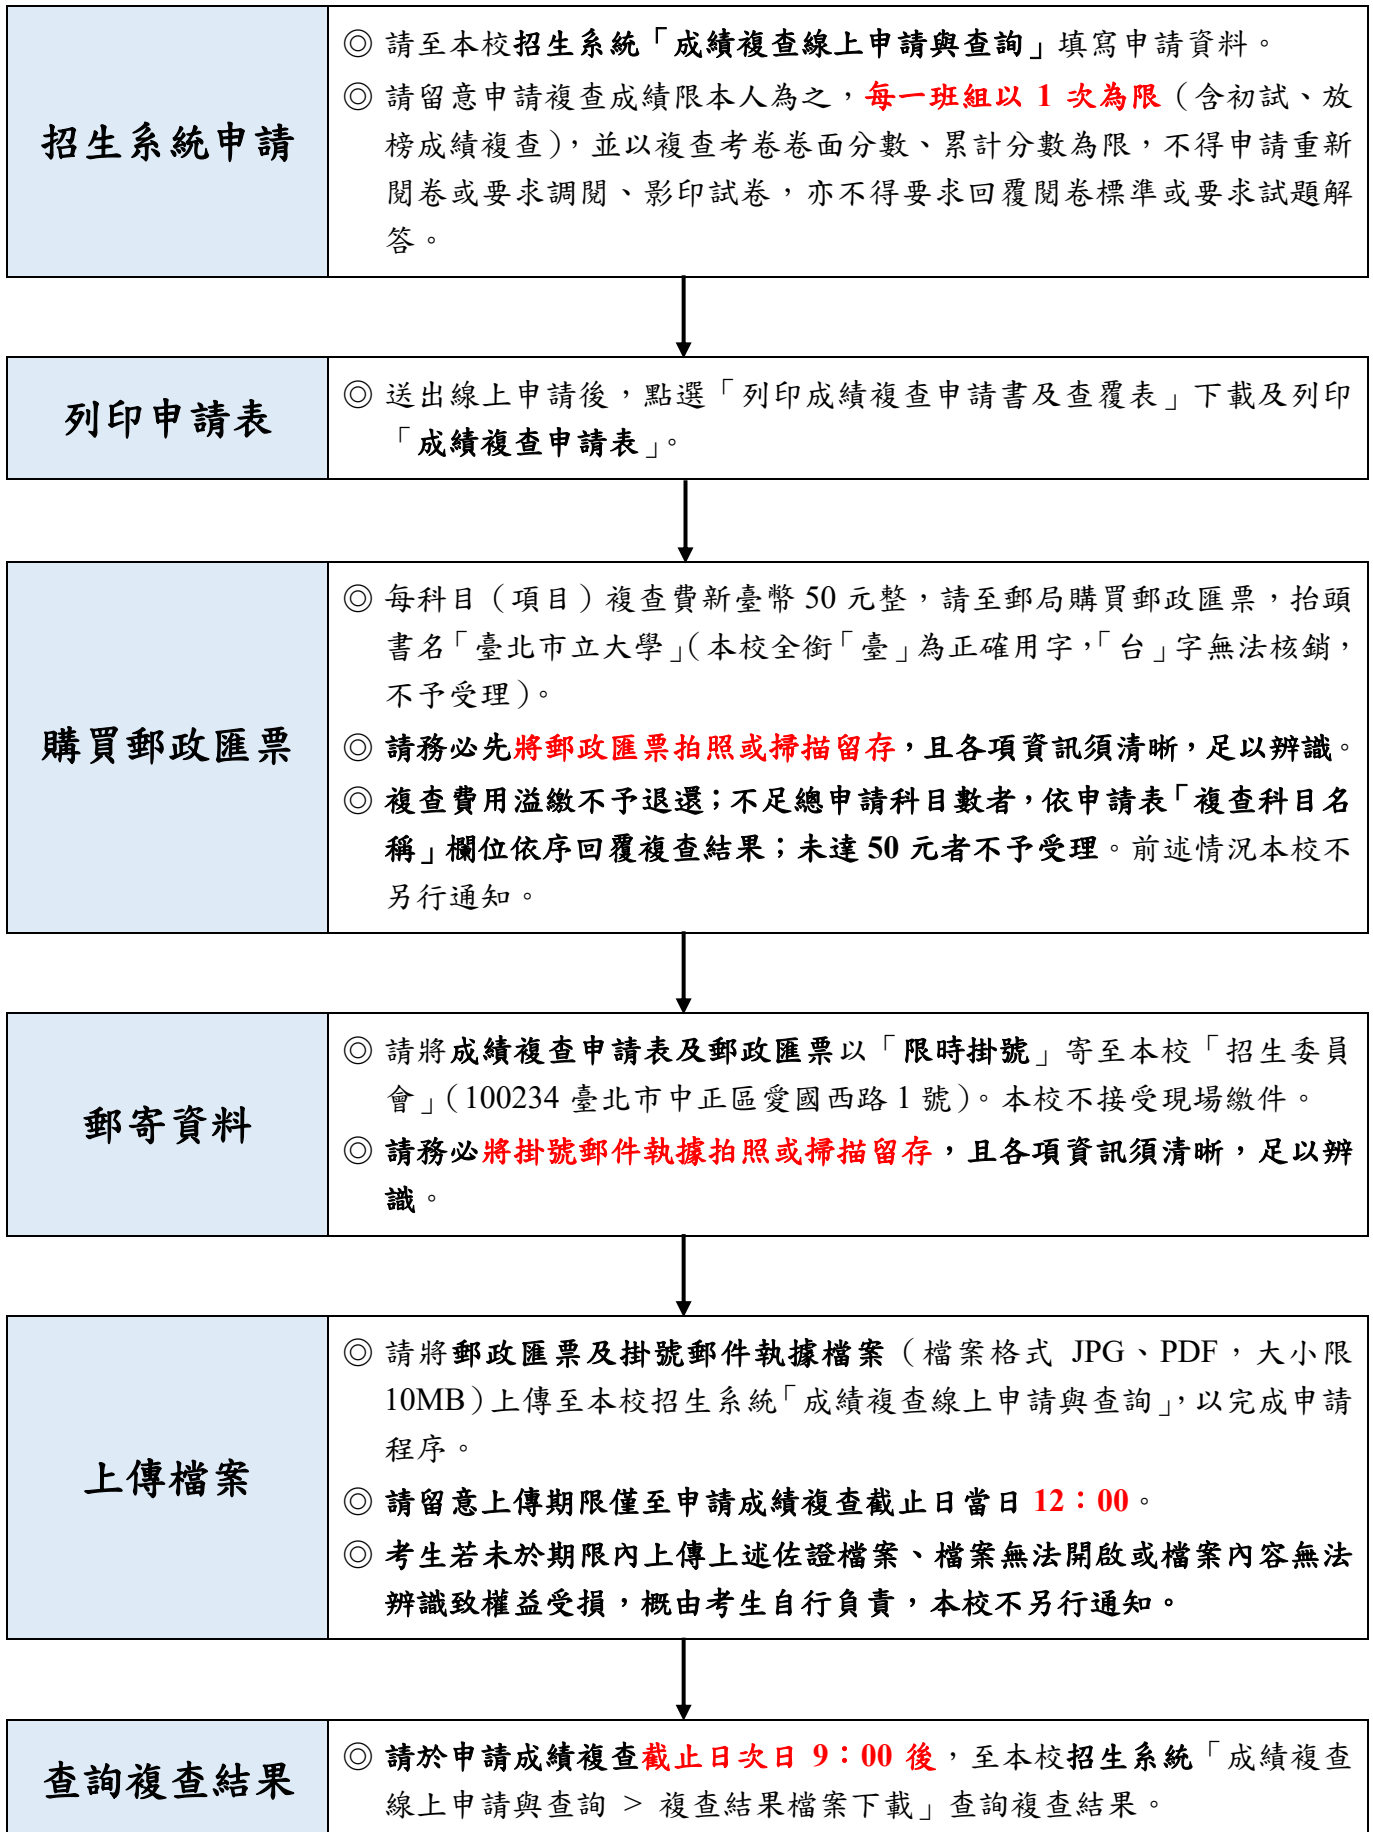 招生系統申請
◎ 請至本校招生系統「成績複查線上申請與查詢」填寫申請資料。
◎ 請留意申請複查成績限本人為之，每一班組以 1 次為限（含初試、放
榜成績複查），並以複查考卷卷面分數、累計分數為限，不得申請重新
閱卷或要求調閱、影印試卷，亦不得要求回覆閱卷標準或要求試題解
答。
列印申請表
◎ 送出線上申請後，點選「列印成績複查申請書及查覆表」下載及列印
「成績複查申請表」。
購買郵政匯票
◎ 每科目（項目）複查費新臺幣 50 元整，請至郵局購買郵政匯票，抬頭
書名「臺北市立大學」（本校全銜「臺」為正確用字，「台」字無法核銷，
不予受理）。
◎ 請務必先將郵政匯票拍照或掃描留存，且各項資訊須清晰，足以辨識。
◎ 複查費用溢繳不予退還；不足總申請科目數者，依申請表「複查科目名
稱」欄位依序回覆複查結果；未達 50 元者不予受理。前述情況本校不
另行通知。
郵寄資料
◎ 請將成績複查申請表及郵政匯票以「限時掛號」寄至本校「招生委員
會」（100234 臺北市中正區愛國西路 1 號）。本校不接受現場繳件。
◎ 請務必將掛號郵件執據拍照或掃描留存，且各項資訊須清晰，足以辨
識。
上傳檔案
◎ 請將郵政匯票及掛號郵件執據檔案（檔案格式 JPG、PDF，大小限
10MB）上傳至本校招生系統「成績複查線上申請與查詢」，以完成申請
程序。
◎ 請留意上傳期限僅至申請成績複查截止日當日 12：00。
◎ 考生若未於期限內上傳上述佐證檔案、檔案無法開啟或檔案內容無法
辨識致權益受損，概由考生自行負責，本校不另行通知。
查詢複查結果
◎ 請於申請成績複查截止日次日 9：00 後，至本校招生系統「成績複查
線上申請與查詢 > 複查結果檔案下載」查詢複查結果。